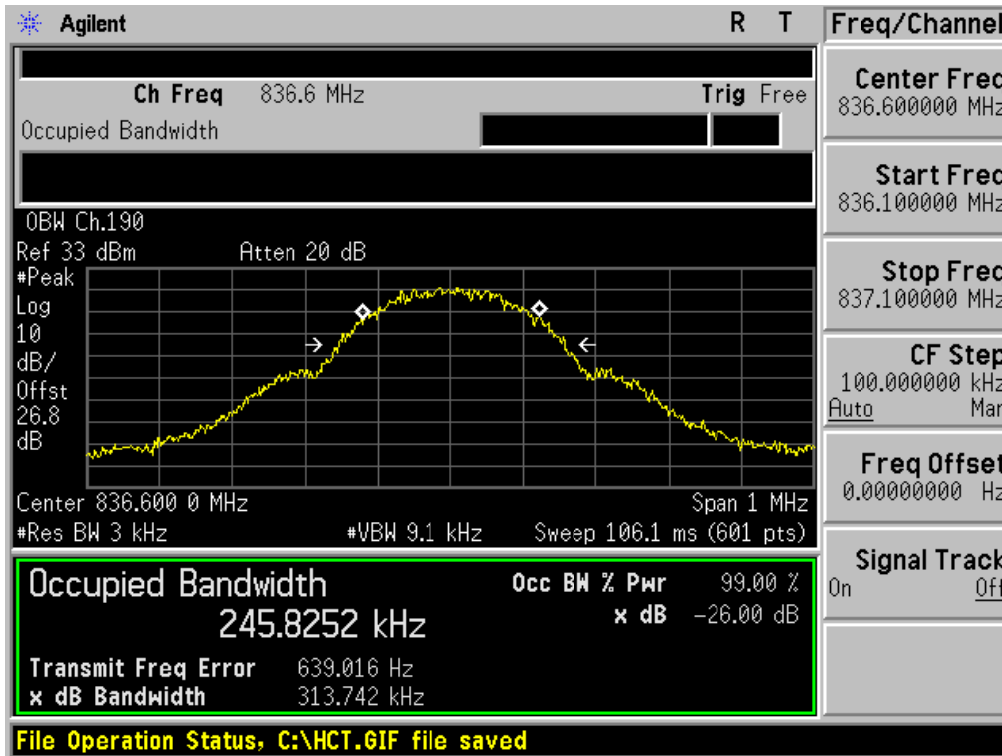 Agilent R T
Freq/Channel
Ch Freq 836.6 MHz Trig Free
Occupied Bandwidth
Center Freq
836.600000 MHz
Start Freq
836.100000 MHz
Stop Freq
837.100000 MHz
CF Step
100.000000 kHz
Auto Man
Freq Offset
0.00000000 Hz
Signal Track
On Off
OBW Ch.190
Ref 33 dBm Atten 20 dB
#Peak
Log
10
dB/
Offst
26.8
dB
Center 836.600 0 MHz Span 1 MHz
#Res BW 3 kHz #VBW 9.1 kHz Sweep 106.1 ms (601 pts)
Occupied Bandwidth
245.8252 kHz
Occ BW % Pwr 99.00 %
x dB -26.00 dB
Transmit Freq Error 639.016 Hz
x dB Bandwidth 313.742 kHz
File Operation Status, C:\HCT.GIF file saved